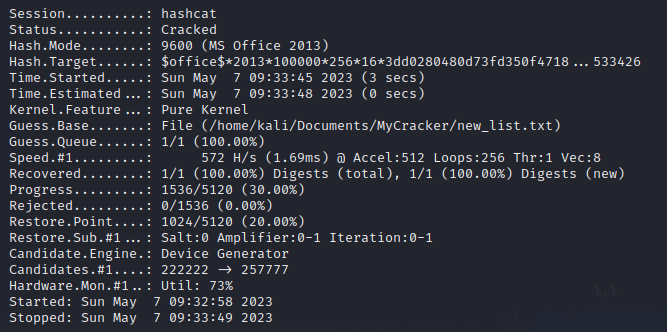 Session..........: hashcat
Status...........: Cracked
Hash.Mode........: 9600 (MS Office 2013)
Hash.Target......: $office$*2013*100000*256*16*3dd0280480d73fd350f4718...533426
Time.Started.....: Sun May  7 09:33:45 2023 (3 secs)
Time.Estimated...: Sun May  7 09:33:48 2023 (0 secs)
Kernel.Feature...: Pure Kernel
Guess.Base.......: File (/home/kali/Documents/MyCracker/new_list.txt)
Guess.Queue......: 1/1 (100.00%)
Speed.#1.........:      572 H/s (1.69ms) @ Accel:512 Loops:256 Thr:1 Vec:8
Recovered........: 1/1 (100.00%) Digests (total), 1/1 (100.00%) Digests (new)
Progress.........: 1536/5120 (30.00%)
Rejected.........: 0/1536 (0.00%)
Restore.Point....: 1024/5120 (20.00%)
Restore.Sub.#1...: Salt:0 Amplifier:0-1 Iteration:0-1
Candidate.Engine.: Device Generator
Candidates.#1....: 222222 -> 257777
Hardware.Mon.#1..: Util: 73%
1,1
Started: Sun May  7 09:32:58 2023
Stopped: Sun May  7 09:33:49 2023